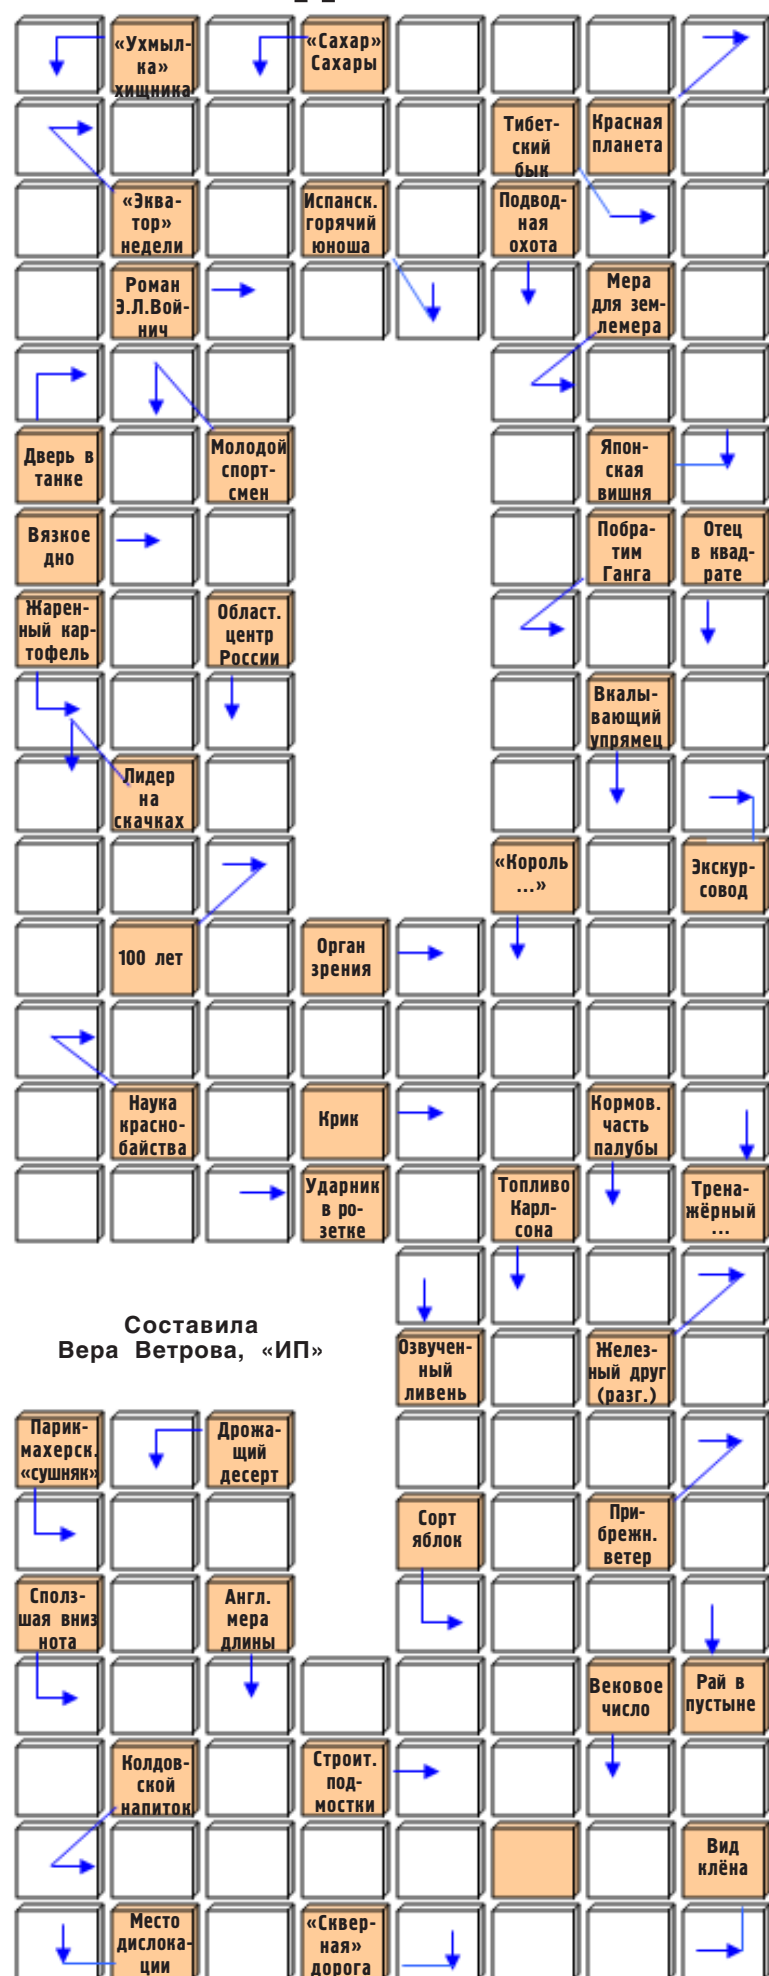 «Ухмыл-
ка»
хищника
«Сахар»
Сахары
Тибет-
ский
бык
Красная
планета
«Эква-
тор»
недели
Испанск.
горячий
юноша
Подвод-
ная
охота
Роман
Э.Л.Вой-
нич
Мера
для зем-
лемера
Дверь в
танке
Молодой
спорт-
смен
Япон-
ская
вишня
Вязкое
дно
Побра-
тим
Ганга
Отец
в квад-
рате
Жарен-
ный кар-
тофель
Област.
центр
России
Вкалы-
вающий
упрямец
Лидер
на
скачках
«Король
...»
Экскур-
совод
100 лет
Орган
зрения
Наука
красно-
байства
Крик
Кормов.
часть
палубы
Ударник
в ро-
зетке
Топливо
Карл-
сона
Трена-
жёрный
...
Составила
Вера Ветрова, «ИП»
Озвучен-
ный
ливень
Желез-
ный друг
(разг.)
Парик-
махерск.
«сушняк»
Дрожа-
щий
десерт
Сорт
яблок
При-
брежн.
ветер
Сполз-
шая вниз
нота
Англ.
мера
длины
Вековое
число
Рай в
пустыне
Колдов-
ской
напиток
Строит.
под-
мостки
Вид
клёна
Место
дислока-
ции
«Сквер-
ная»
дорога